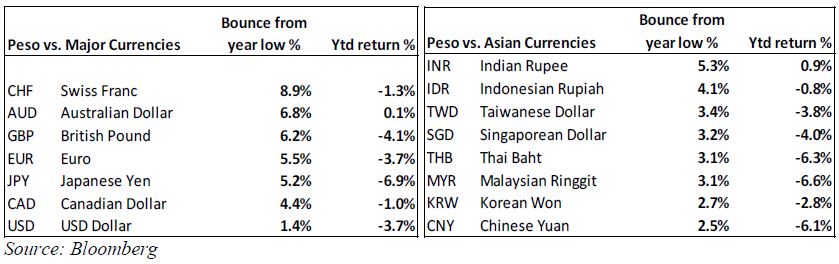 Bounce from
Peso vs. Major Currencies year low % Ytd return %
CHF Swiss Franc 8.9% -1.3%
AUD Australian Dollar 6.8% 0.1%
GBP British Pound 6.2% -4.1%
EUR Euro 5.5% -3.7%
JPY Japanese Yen 5.2% -6.9%
CAD Canadian Dollar 4.4% -1.0%
USD USD Dollar 1.4% -3.7%
Bounce from
Peso vs. Asian Currencies year low % Ytd return %
INR Indian Rupee 5.3% 0.9%
IDR Indonesian Rupiah 4.1% -0.8%
TWD Taiwanese Dollar 3.4% -3.8%
SGD Singaporean Dollar 3.2% -4.0%
THB Thai Baht 3.1% -6.3%
MYR Malaysian Ringgit 3.1% -6.6%
KRW Korean Won 2.7% -2.8%
CNY Chinese Yuan 2.5% -6.1%
Source: Bloomberg